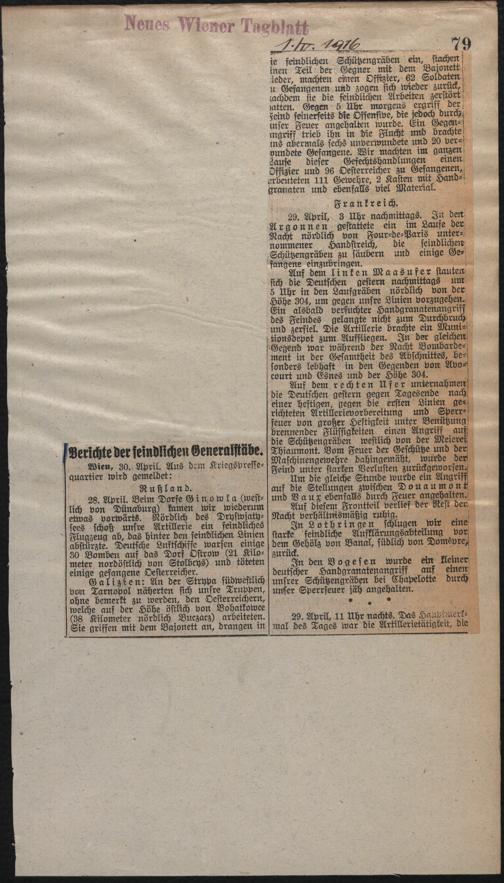 Neues Wiener Tagblatt
1. IV. 1916
79
Berichte der feindlichen Generalstäbe.
Wien, 30. April. Aus dem Kriegspresse-
quartier wird gemeldet:
Rußland.
28. April. Beim Dorfe Ginowla (west-
lich von Dünaburg) kamen wir wiederum
etwas vorwärts. Nördlich des Dryswjaty-
sees schoß unsre Artillerie ein feindliches
Flugzeug ab, das hinter den feindlichen Linien
abstürzte. Deutsche Luftschiffe warfen einige
30 Bomben auf das Dorf Ostrow (21 Kilo-
meter nordöstlich von Stolbcys) und töteten
einige gefangene Oesterreicher.
Galizien: An der Strypa südwestlich
von Tarnopol näherten sich unsre Truppen,
ohne bemerkt zu werden, den Oesterreichern,
welche auf der Höhe östlich von Bohatkowce
(38 Kilometer nördlich Buczacz) arbeiteten.
Sie griffen mit dem Bajonett an, drangen in
ie feindlichen Schützengräben ein, stachen
inen Teil der Gegner mit dem Bajonett
ieder, machten einen Offizier, 62 Soldaten
u Gefangenen und zogen sich wieder zurück,
achdem sie die feindlichen Arbeiten zerstört
atten. Gegen 5 Uhr morgens ergriff der
eind seinerseits die Offensive, die jedoch durch
unser Feuer angehalten wurde. Ein Gegen-
angriff trieb ihn in die Flucht und brachte
uns abermals sechs unverwundete und 20 ver-
wundete Gefangene. Wir machten im ganzen
Laufe dieser Gefechtshandlungen einen
Offizier und 96 Oesterreicher zu Gefangenen,
erbeuteten 111 Gewehre, 2 Kasten mit Hand-
granaten und ebenfalls viel Material.
Frankreich.
29. April, 3 Uhr nachmittags. In den
Argonnen gestattete ein im Laufe der
Nacht nördlich von Four-de-Paris unter-
nommener Handstreich, die feindlichen
Schützengräben zu säubern und einige Ge-
fangene einzubringen.
Auf dem linken Maasufer stauten
sich die Deutschen gestern nachmittags um
5 Uhr in den Laufgräben nördlich von der
Höhe 304, um gegen unsre Linien vorzugehen.
Ein alsbald versuchter Handgranatenangriff
des Feindes gelangte nicht zum Durchbruch
und zerfiel. Die Artillerie brachte ein Muni-
tionsdepot zum Auffliegen. In der gleichen
Gegend war während der Nacht Bombarde-
ment in der Gesamtheit des Abschnittes, be-
sonders lebhaft in den Gegenden von Avo-
court und Esnes und der Höhe 304.
Auf dem rechten Ufer unternahmen
die Deutschen gestern gegen Tagesende nach
einer heftigen, gegen die ersten Linien ge-
richteten Artillerievorbereitung und Sperr-
feuer von großer Heftigkeit unter Benützung
brennender Flüssigkeiten einen Angriff auf
die Schützengräben westlich von der Meierei
Thiaumont. Vom Feuer der Geschütze und der
Maschinengewehre dahingemäht, wurde der
Feind unter starken Verlusten zurückgeworfen.
Um die gleiche Stunde wurde ein Angriff
auf die Stellungen zwischen Douaumont
und Vaux ebenfalls durch Feuer angehalten.
Auf diesem Frontteil verlief der Rest der
Nacht verhältnismäßig ruhig.
In Lothringen schlugen wir eine
starke feindliche Aufklärungsabteilung vor
dem Gehölz von Banal, südlich von Domèvre,
zurück.
In den Vogesen wurde ein kleiner
deutscher Handgranatenangriff auf einen
unsrer Schützengräben bei Chapelotte durch
unser Sperrfeuer jäh angehalten.
* * *
29. April, 11 Uhr nachts. Das Hauptmerk-
mal des Tages war die Artillerietätigkeit, die